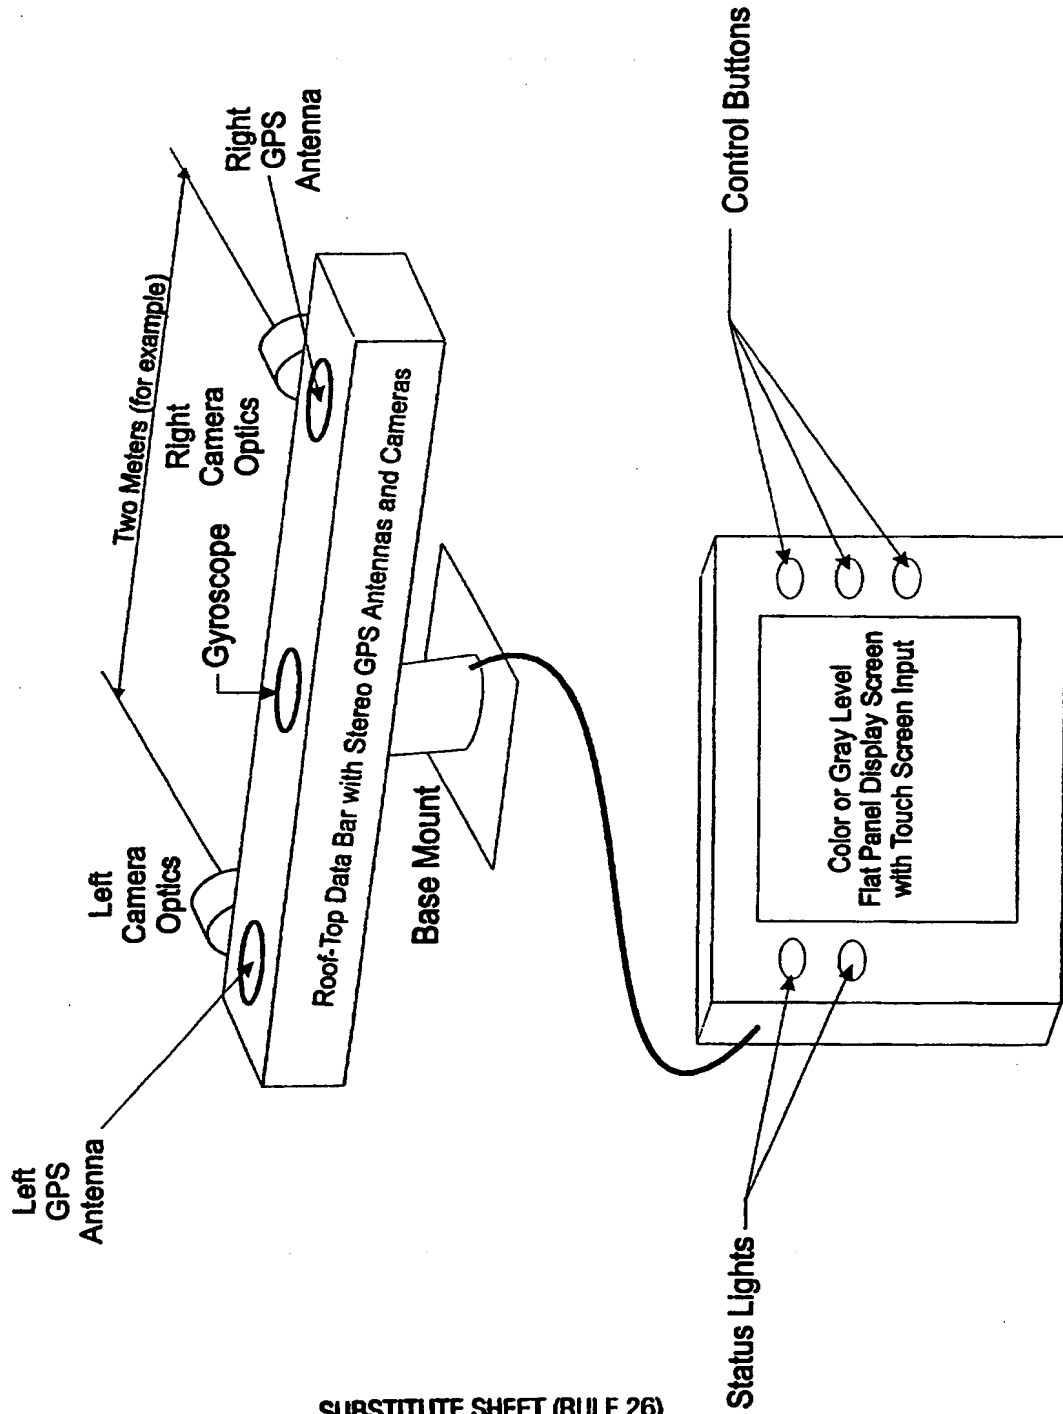 Left
GPS
Antenna
Left
Camera
Optics
Gyroscope
Two Meters (for example)
Right
Camera
Optics
Right
GPS
Antenna
Roof-Top Data Bar with Stereo GPS Antennas and Cameras
Base Mount
Status Lights
Color or Gray Level
Flat Panel Display Screen
with Touch Screen Input
Control Buttons
SUBSTITUTE SHEET (RULE 26)